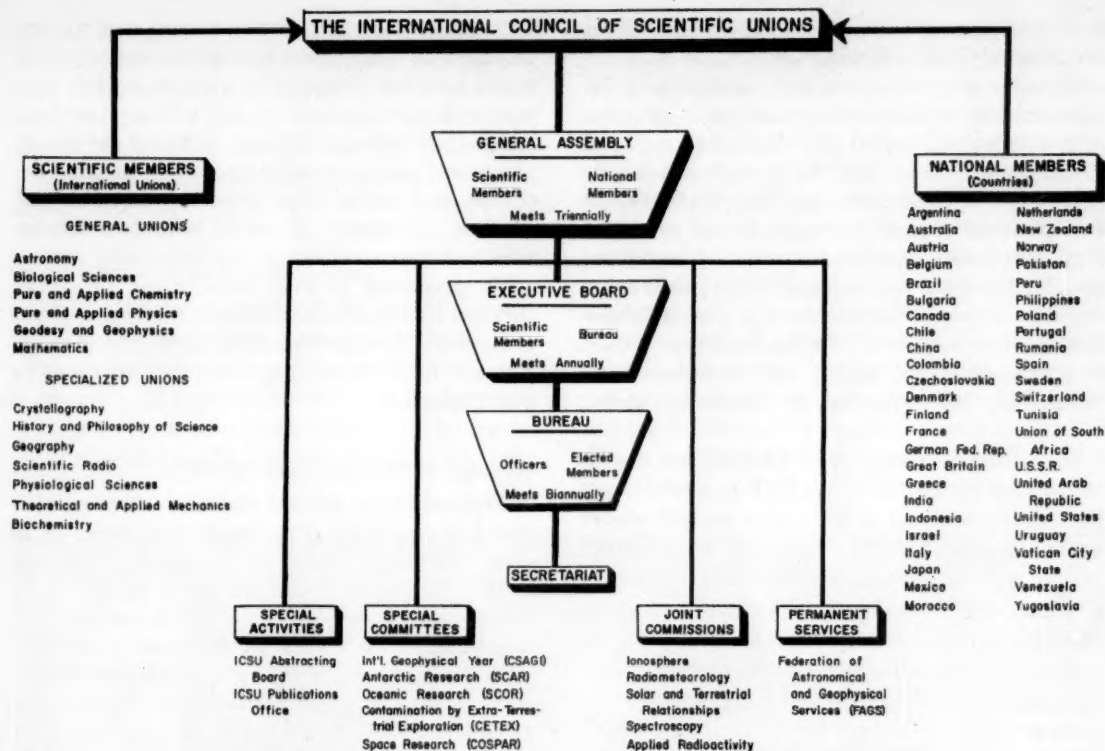 THE INTERNATIONAL COUNCIL OF SCIENTIFIC UNIONS
SCIENTIFIC MEMBERS
(International Unions)
GENERAL UNIONS
Astronomy
Biological Sciences
Pure and Applied Chemistry
Pure and Applied Physics
Geodesy and Geophysics
Mathematics
SPECIALIZED UNIONS
Crystallography
History and Philosophy of Science
Geography
Scientific Radio
Physiological Sciences
Theoretical and Applied Mechanics
Biochemistry
GENERAL ASSEMBLY
Scientific Members
National Members
Meets Triennially
EXECUTIVE BOARD
Scientific Members
Bureau
Meets Annually
BUREAU
Officers
Elected Members
Meets Biannually
SECRETARIAT
NATIONAL MEMBERS
(Countries)
Argentina
Australia
Austria
Belgium
Brazil
Bulgaria
Canada
Chile
China
Colombia
Czechoslovakia
Denmark
Finland
France
German Fed. Rep.
Great Britain
Greece
India
Indonesia
Israel
Italy
Japan
Mexico
Morocco
Netherlands
New Zealand
Norway
Pakistan
Peru
Philippines
Poland
Portugal
Rumania
Spain
Sweden
Switzerland
Tunisia
Union of South
Africa
U.S.S.R.
United Arab
Republic
United States
Uruguay
Vatican City
State
Venezuela
Yugoslavia
SPECIAL
ACTIVITIES
ICSU Abstracting
Board
ICSU Publications
Office
SPECIAL
COMMITTEES
Int'l. Geophysical Year (CSAGI)
Antarctic Research (SCAR)
Oceanic Research (SCOR)
Contamination by Extra-Terres-
trial Exploration (CETEX)
Space Research (COSPAR)
JOINT
COMMISSIONS
Ionosphere
Radiometeorology
Solar and Terrestrial
Relationships
Spectroscopy
Applied Radioactivity
PERMANENT
SERVICES
Federation of
Astronomical
and Geophysical
Services (FAGS)